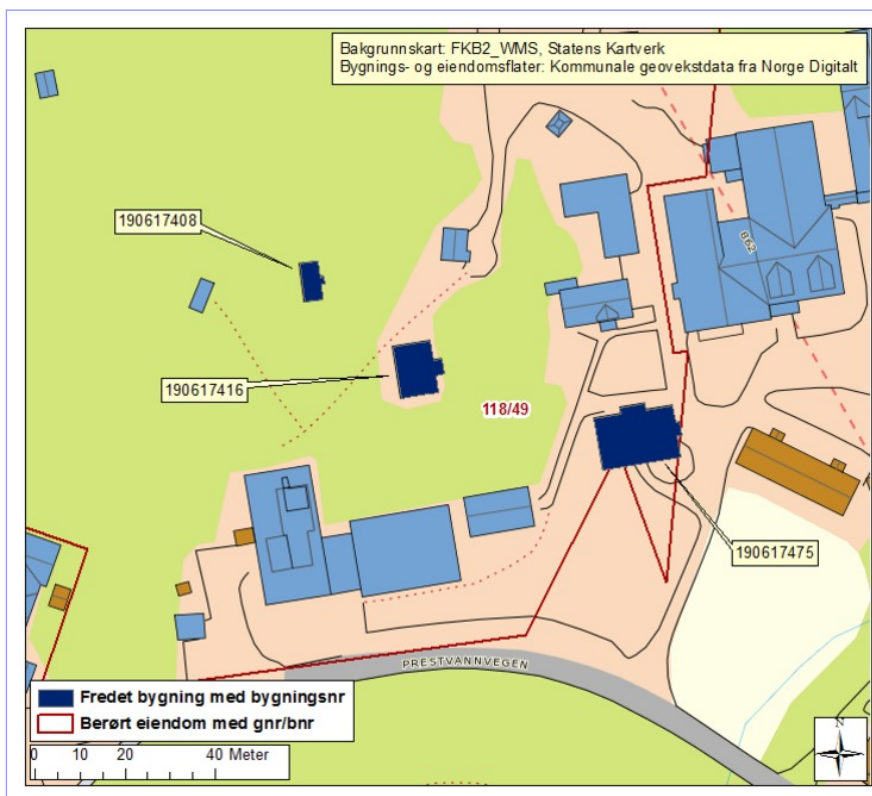 Bakgrunnskart: FKB2_WMS, Statens Kartverk
Bygnings- og eiendomsflater: Kommunale geovekstdata fra Norge Digitalt
190617408
862
190617416
118/49
190617475
PRESTVANNVEGEN
Fredet bygning med bygningsnr
Berørt eiendom med gnr/bnr
0 10 20 40 Meter
N